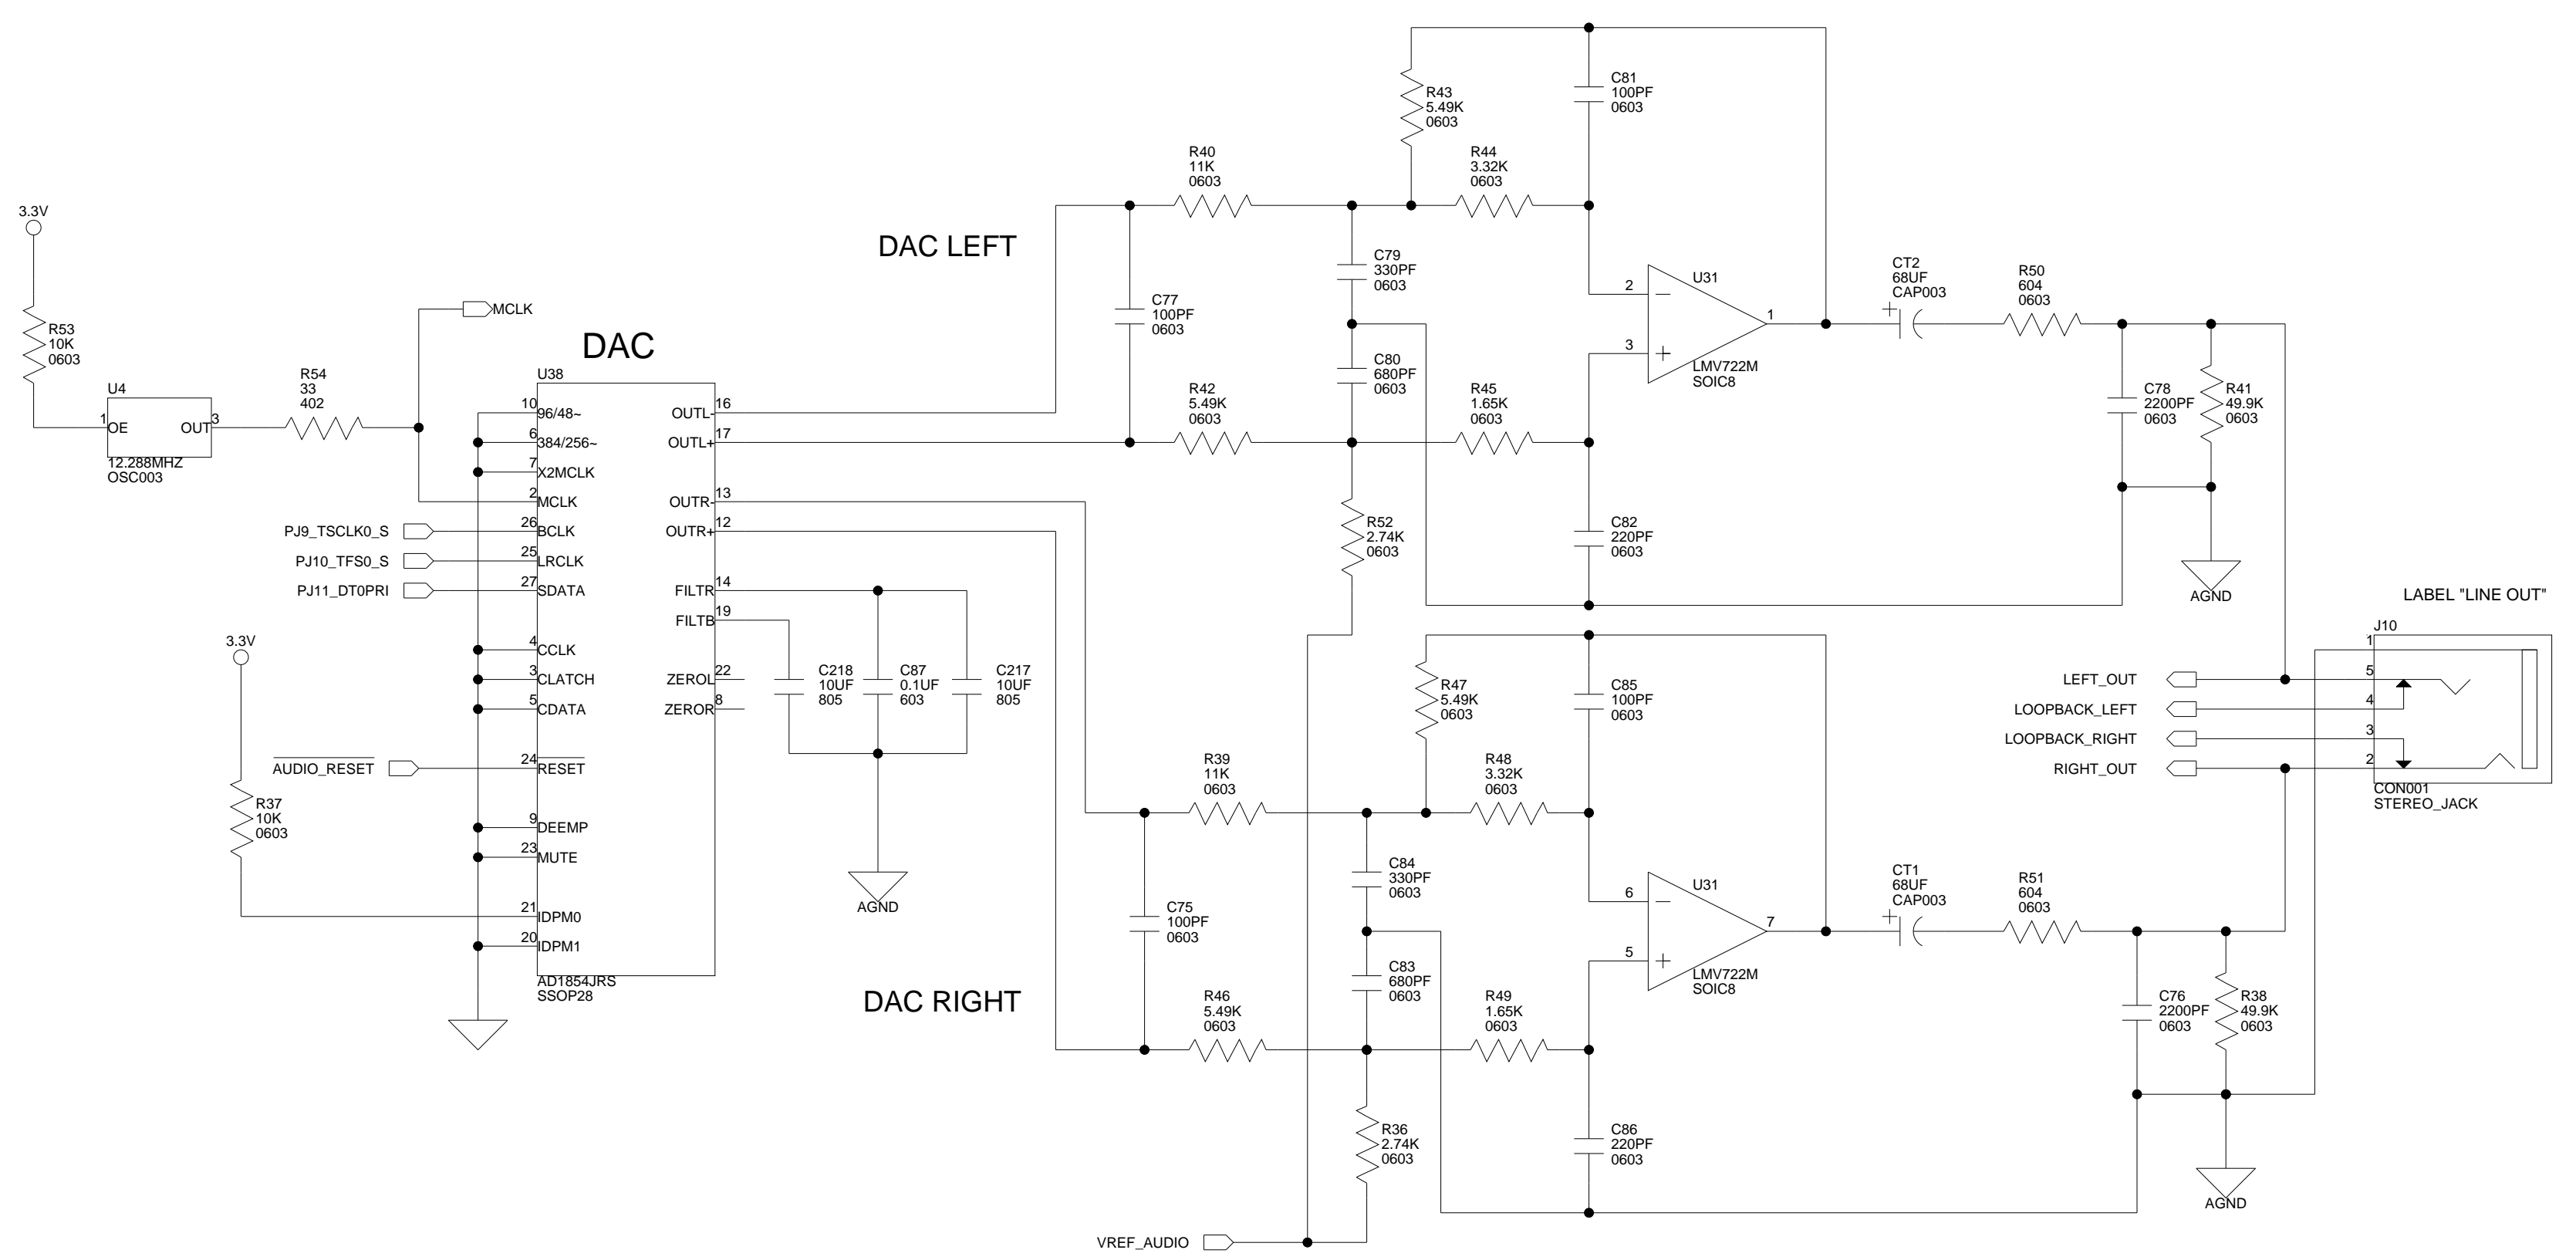 C81
100PF
0603
R43
5.49K
0603
R40
11K
0603
R44
3.32K
0603
3.3V
DAC LEFT
C79
330PF
0603
2
U31
CT2
68UF
CAP003
R50
604
0603
C77
100PF
0603
MCLK
1
R53
10K
0603
DAC
3
LMV722M
SOIC8
C80
680PF
0603
R54
33
402
U38
U4
R42
5.49K
0603
R45
1.65K
0603
C78
2200PF
0603
R41
49.9K
0603
1
OE
OUT
3
12.288MHZ
OSC003
10
96/48~
OUTL-
16
6
384/256~
OUTL+
17
7
X2MCLK
2
MCLK
OUTR-
13
PJ9_TSCLK0_S
26
BCLK
OUTR+
12
PJ10_TFS0_S
25
LRCLK
PJ11_DT0PRI
27
SDATA
FILTR
14
FILTB
19
R52
2.74K
0603
C82
220PF
0603
AGND
LABEL "LINE OUT"
J10
3.3V
4
CCLK
3
CLATCH
ZEROL
22
5
CDATA
ZEROR
8
C218
10UF
805
C87
0.1UF
603
C217
10UF
805
R47
5.49K
0603
C85
100PF
0603
1
LEFT_OUT
5
LOOPBACK_LEFT
4
LOOPBACK_RIGHT
3
RIGHT_OUT
2
CON001
STEREO_JACK
AUDIO_RESET
24
RESET
R37
10K
0603
9
DEEMP
23
MUTE
21
IDPM0
20
IDPM1
AD1854JRS
SSOP28
AGND
R39
11K
0603
R48
3.32K
0603
C84
330PF
0603
6
U31
CT1
68UF
CAP003
R51
604
0603
C75
100PF
0603
7
5
LMV722M
SOIC8
C83
680PF
0603
DAC RIGHT
R46
5.49K
0603
R49
1.65K
0603
C76
2200PF
0603
R38
49.9K
0603
R36
2.74K
0603
C86
220PF
0603
AGND
VREF_AUDIO